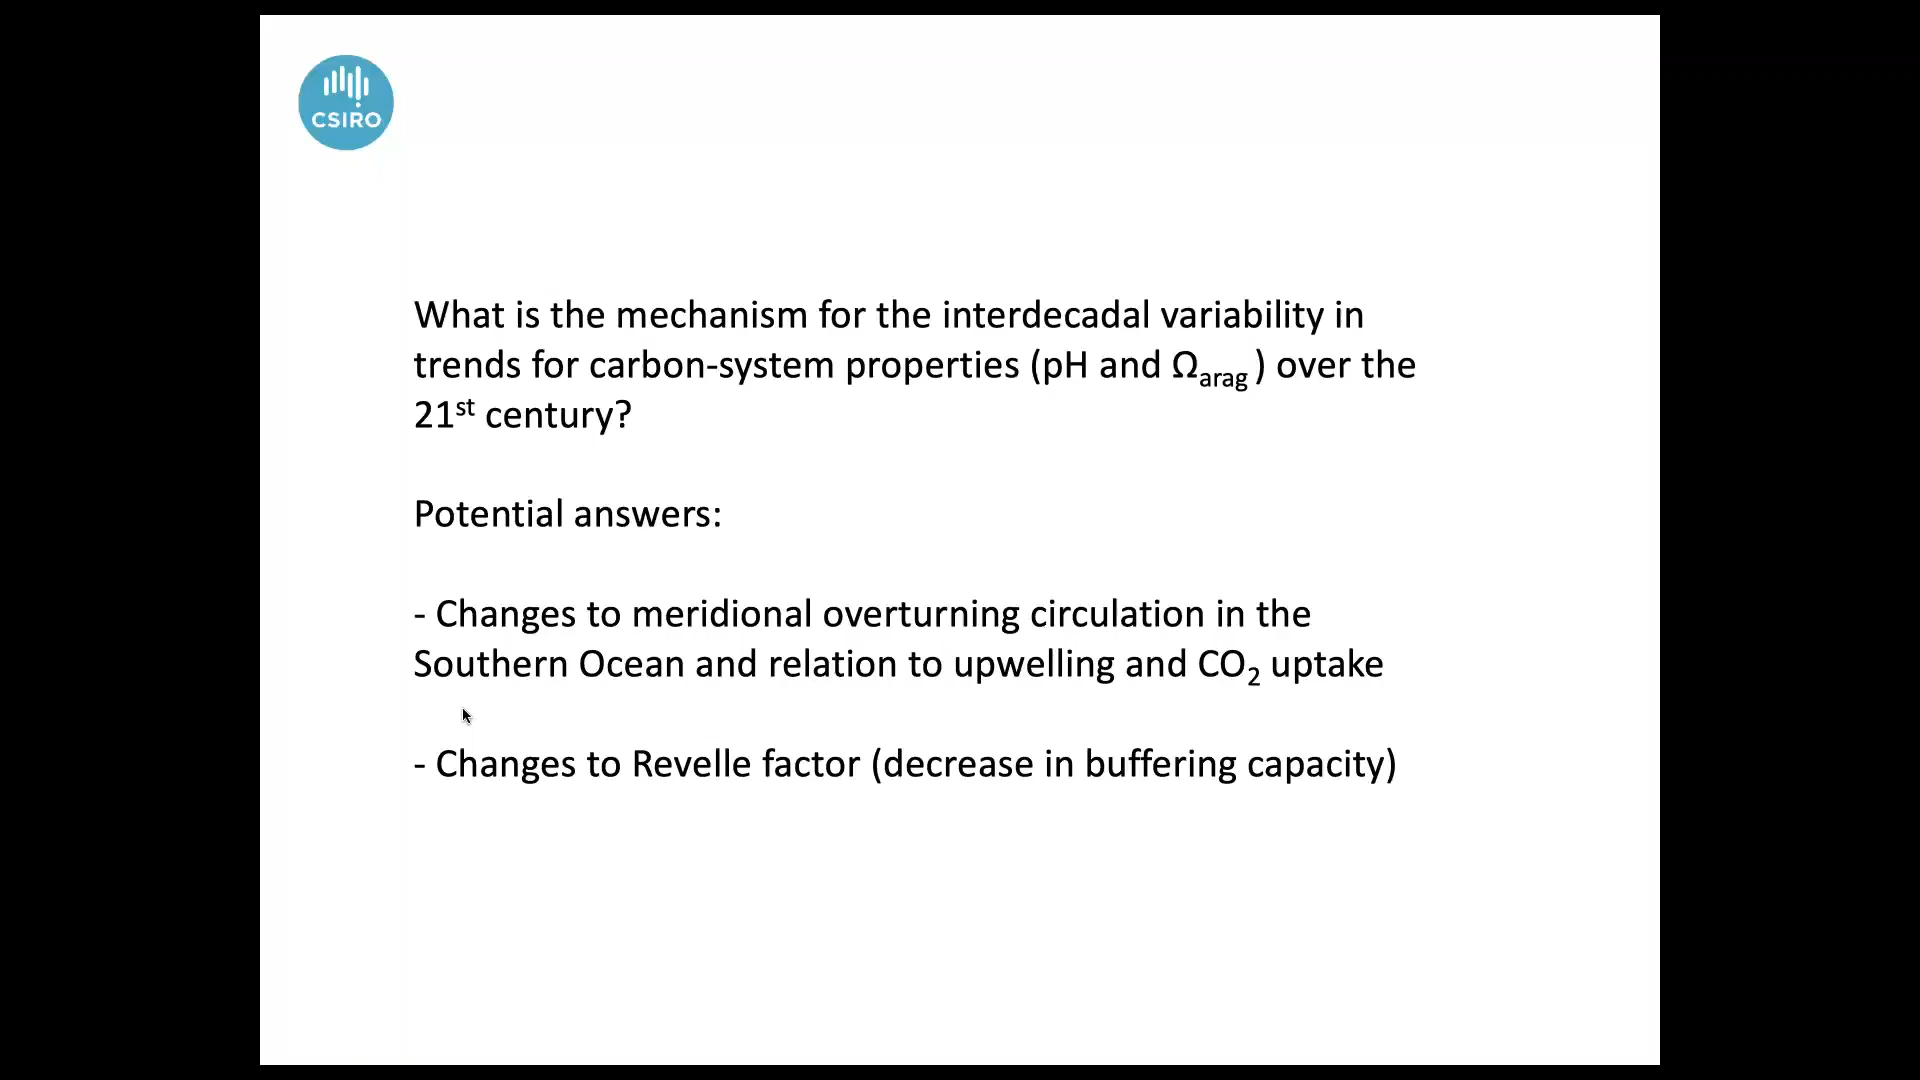 CSIRO
What is the mechanism for the interdecadal variability in
trends for carbon-system properties (pH and Ωarag ) over the
21st century?
Potential answers:
- Changes to meridional overturning circulation in the
Southern Ocean and relation to upwelling and CO₂ uptake
- Changes to Revelle factor (decrease in buffering capacity)